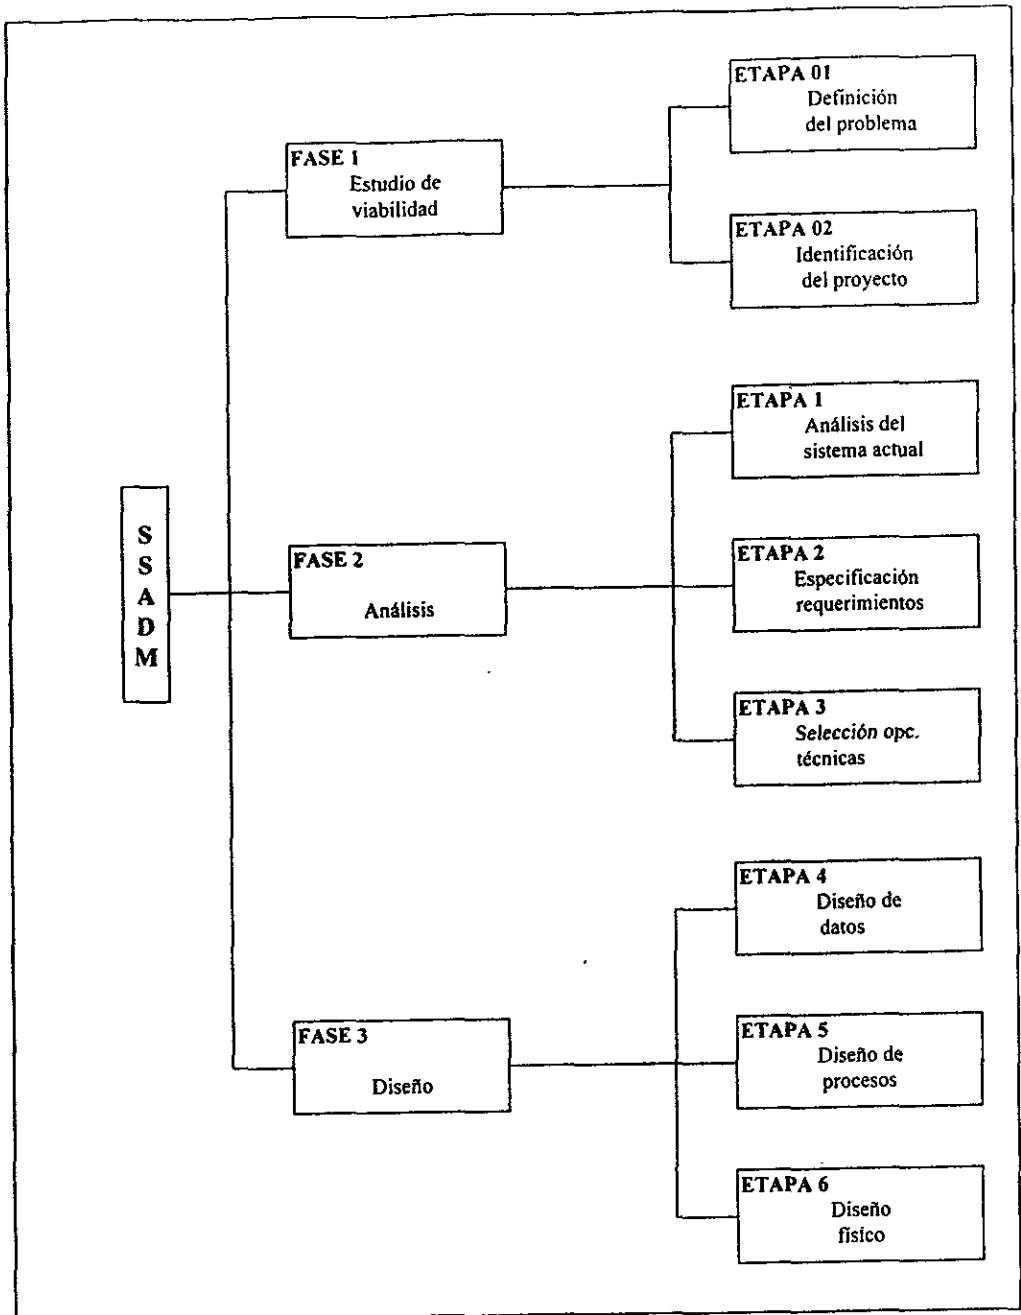 ETAPA 01
Definición
del problema
FASE 1
Estudio de
viabilidad
ETAPA 02
Identificación
del proyecto
ETAPA 1
Análisis del
sistema actual
S
S
A
D
M
FASE 2
Análisis
ETAPA 2
Especificación
requerimientos
ETAPA 3
Selección opc.
técnicas
ETAPA 4
Diseño de
datos
FASE 3
Diseño
ETAPA 5
Diseño de
procesos
ETAPA 6
Diseño
físico